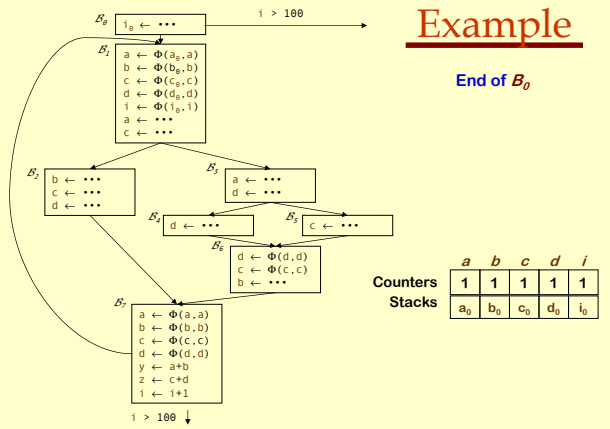 Example
End of B₀
i > 100
B₀
i₀ ← •••
B₁
a ← Φ(a₀,a)
b ← Φ(b₀,b)
c ← Φ(c₀,c)
d ← Φ(d₀,d)
i ← Φ(i₀,i)
a ← •••
c ← •••
B₂
b ← •••
c ← •••
d ← •••
B₃
a ← •••
d ← •••
B₄
d ← •••
B₅
c ← •••
B₆
d ← Φ(d,d)
c ← Φ(c,c)
b ← •••
B₇
a ← Φ(a,a)
b ← Φ(b,b)
c ← Φ(c,c)
d ← Φ(d,d)
y ← a+b
z ← c+d
i ← i+1
i > 100
a b c d i
Counters 1 1 1 1 1
Stacks a₀ b₀ c₀ d₀ i₀